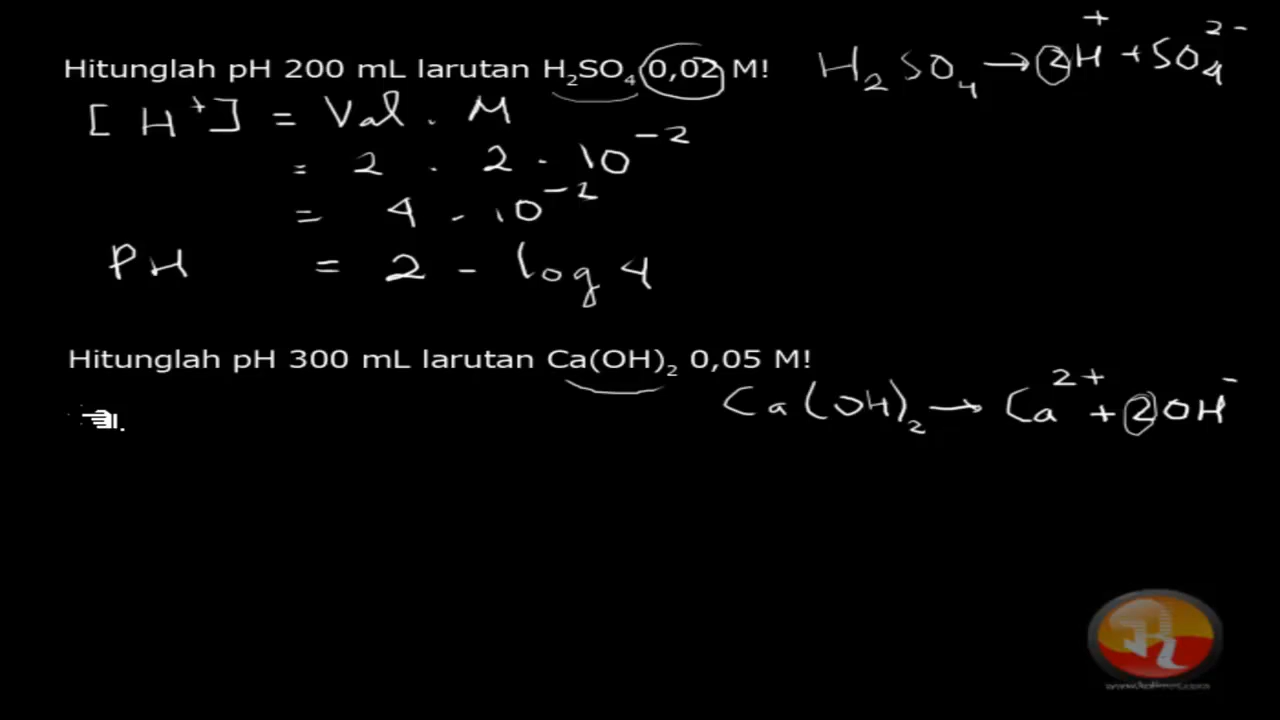 Hitunglah pH 200 mL larutan H₂SO₄ 0,02 M!
H₂SO₄ → 2H⁺ + SO₄²⁻
[H⁺] = Val . M
= 2 . 2 . 10⁻²
= 4 . 10⁻²
PH = 2 - log 4
Hitunglah pH 300 mL larutan Ca(OH)₂ 0,05 M!
Ca(OH)₂ → Ca²⁺ + 2OH⁻